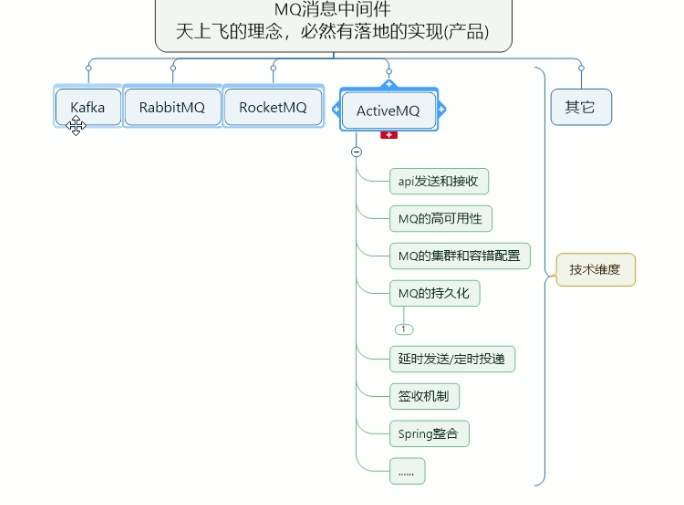 MQ消息中间件
天上飞的理念，必然有落地的实现(产品)
Kafka
RabbitMQ
RocketMQ
ActiveMQ
其它
api发送和接收
MQ的高可用性
MQ的集群和容错配置
MQ的持久化
1
延时发送/定时投递
签收机制
Spring整合
......
技术维度